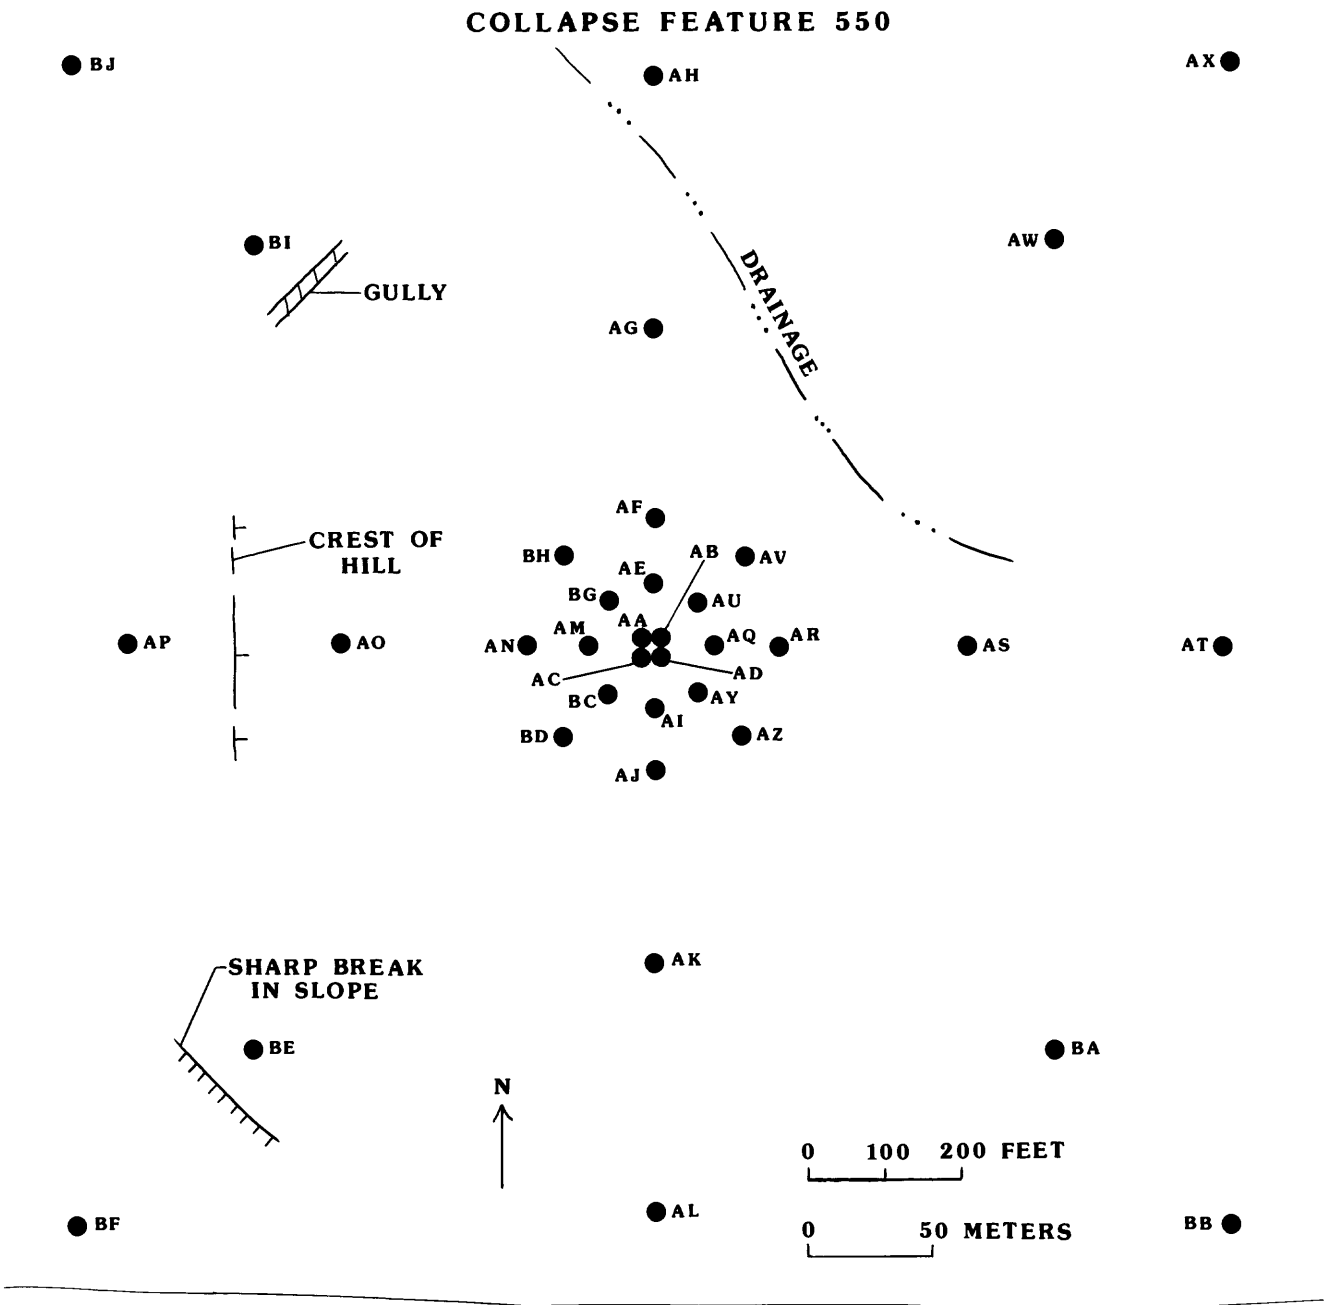 COLLAPSE FEATURE 550
BJ
AH
AX
BI
AW
GULLY
DRAINAGE
AG
AF
CREST OF
HILL
BH
AB
AV
AE
BG
AU
AA
AM
AQ
AR
AP
AO
AN
AS
AT
AC
AD
BC
AY
AI
BD
AZ
AJ
AK
SHARP BREAK
IN SLOPE
BE
BA
N
0 100 200 FEET
BF
AL
BB
0 50 METERS